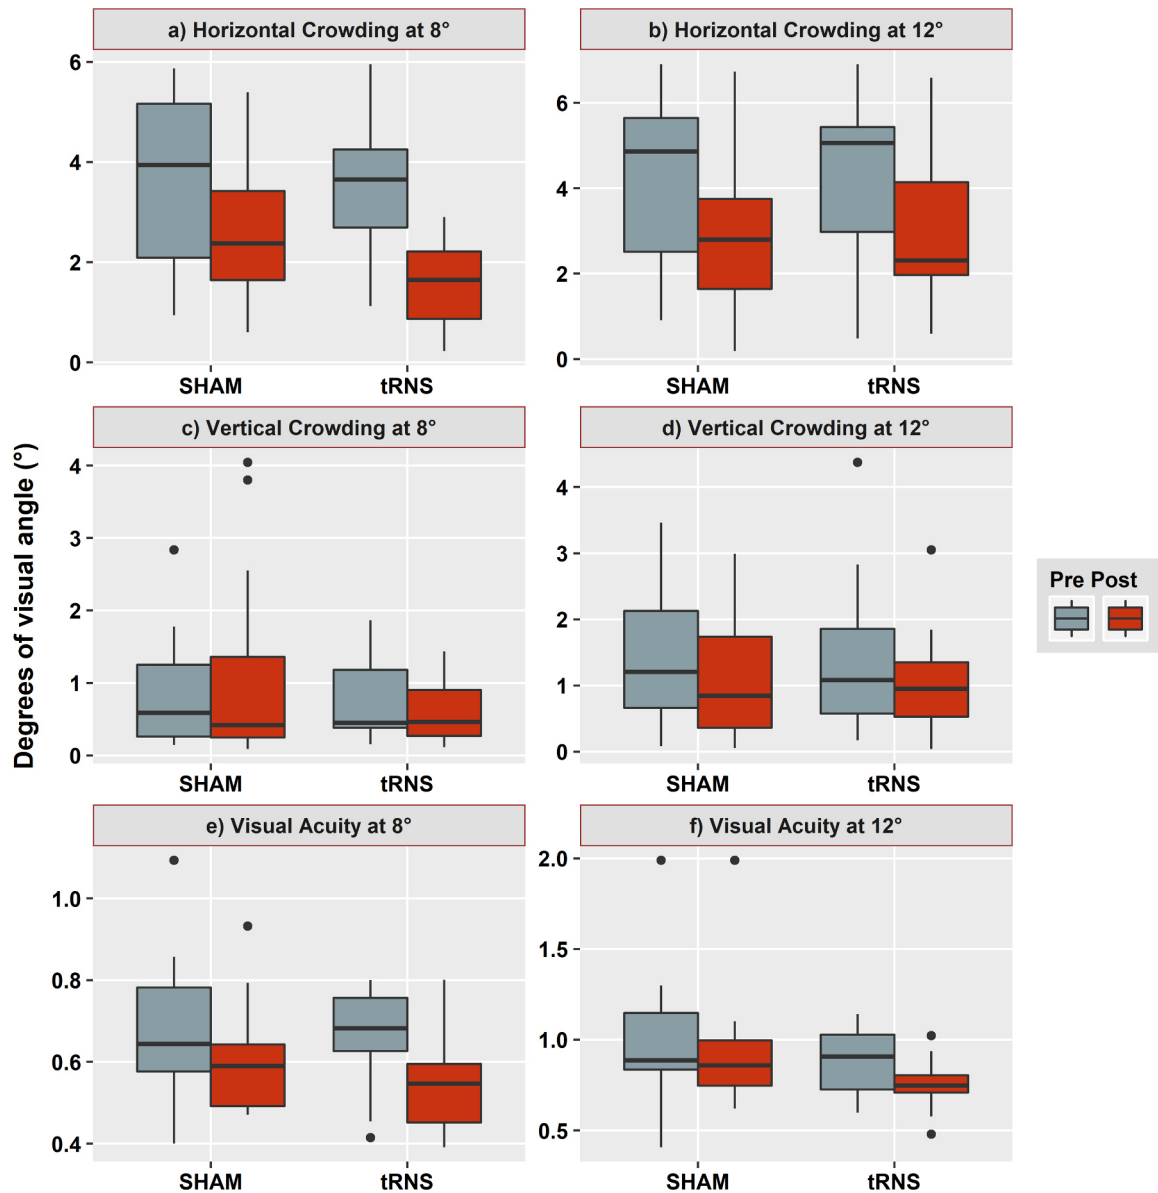 a) Horizontal Crowding at 8°
b) Horizontal Crowding at 12°
6
4
2
0
6
4
2
0
SHAM tRNS
SHAM tRNS
c) Vertical Crowding at 8°
d) Vertical Crowding at 12°
Degrees of visual angle (°)
4
3
2
1
0
4
3
2
1
0
Pre Post
SHAM tRNS
SHAM tRNS
e) Visual Acuity at 8°
f) Visual Acuity at 12°
1.0
0.8
0.6
0.4
2.0
1.5
1.0
0.5
SHAM tRNS
SHAM tRNS